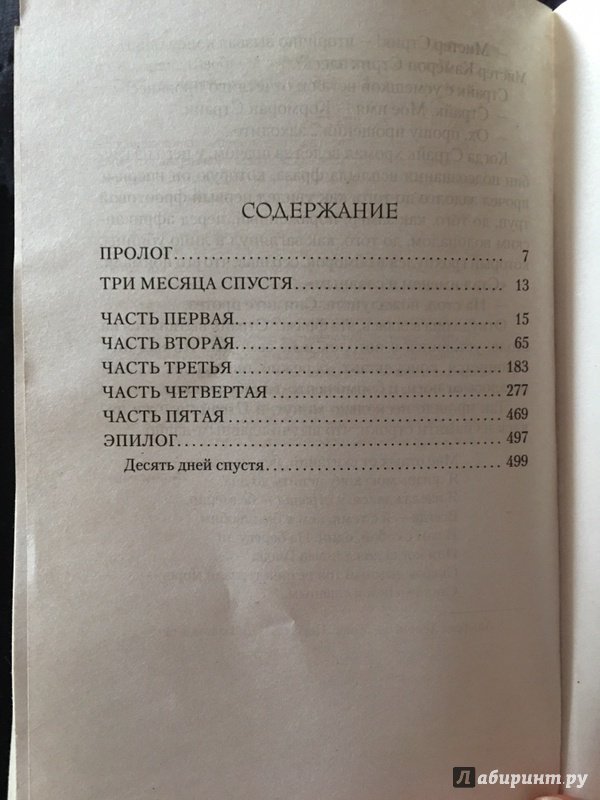 СОДЕРЖАНИЕ
ПРОЛОГ 7
ТРИ МЕСЯЦА СПУСТЯ 13
ЧАСТЬ ПЕРВАЯ 15
ЧАСТЬ ВТОРАЯ 65
ЧАСТЬ ТРЕТЬЯ 183
ЧАСТЬ ЧЕТВЕРТАЯ 277
ЧАСТЬ ПЯТАЯ 469
ЭПИЛОГ 497
Десять дней спустя 499
Лабиринт.ру